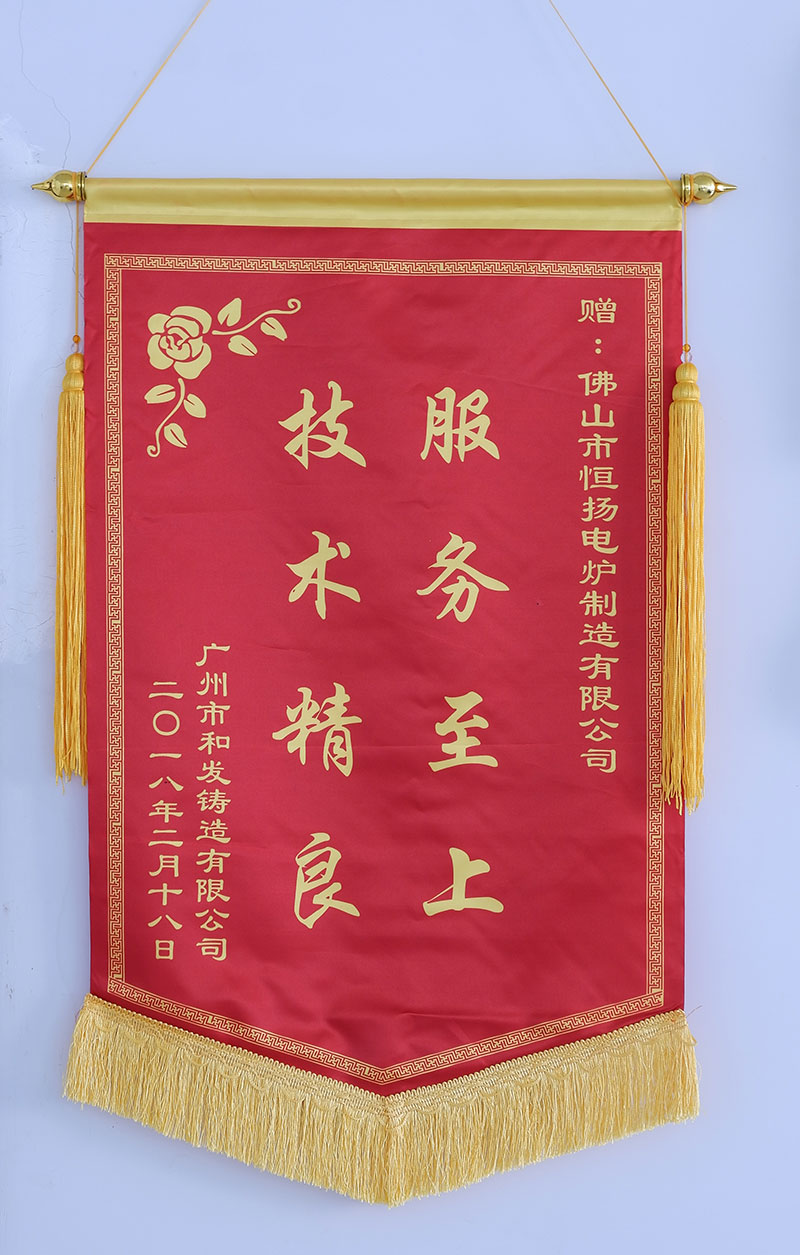 赠：佛山市恒扬电炉制造有限公司
服务至上
技术精良
广州市和发铸造有限公司
二〇一八年二月十八日